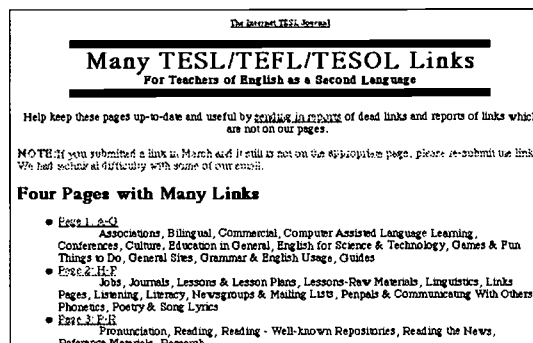 The Internet TESL Journal
Many TESL/TEFL/TESOL Links
For Teachers of English as a Second Language
Help keep these pages up-to-date and useful by sending in reports of dead links and reports of links which
are not on our pages.
NOTE: If you submitted a link in March and it still is not on the appropriate page, please re-submit the link.
We had technical difficulty with some of our email.
Four Pages with Many Links
Page 1: A-G
Associations, Bilingual, Commercial, Computer Assisted Language Learning,
Conferences, Culture, Education in General, English for Science & Technology, Games & Fun
Things to Do, General Sites, Grammar & English Usage, Guides
Page 2: H-P
Jobs, Journals, Lessons & Lesson Plans, Lessons-Raw Materials, Linguistics, Links
Pages, Listening, Literacy, Newsgroups & Mailing Lists, Penpals & Communicating With Others
Phonetics, Poetry & Song Lyrics
Page 3: P-R
Pronunciation, Reading, Reading - Well-known Repositories, Reading the News,
Reference Materials, Research